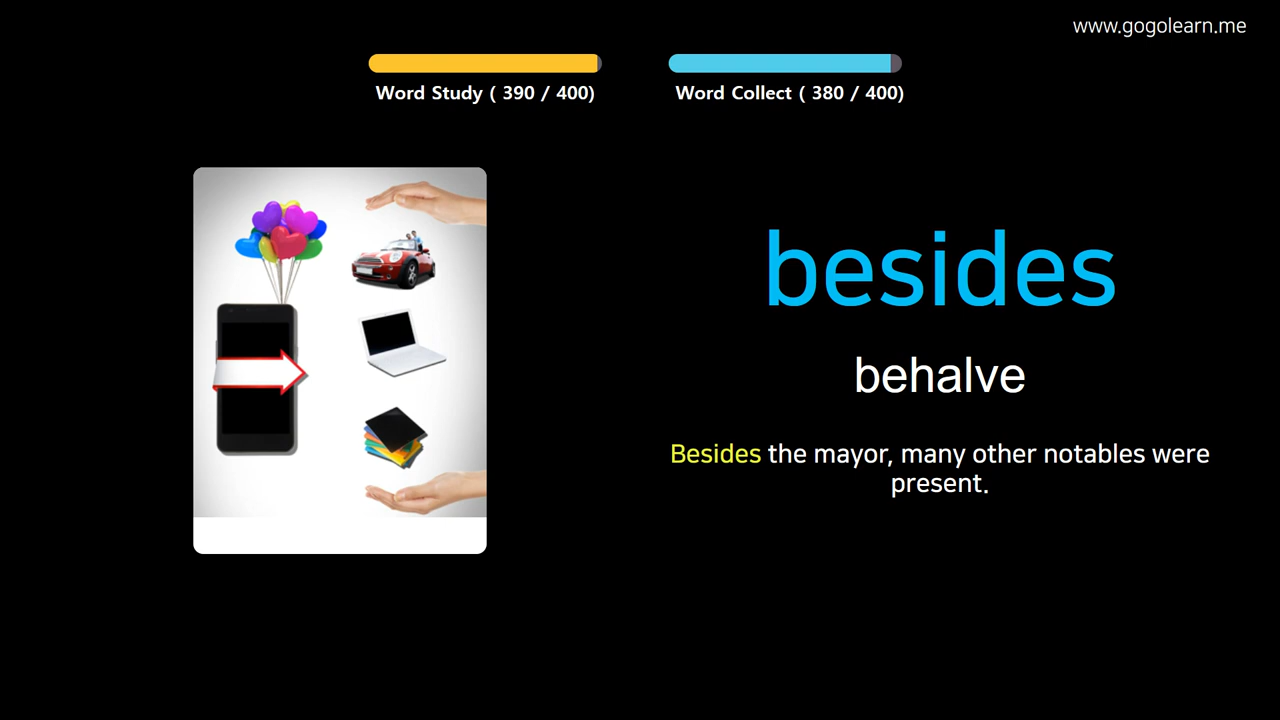 www.gogolearn.me
Word Study ( 390 / 400)
Word Collect ( 380 / 400)
besides
behalve
Besides the mayor, many other notables were
present.